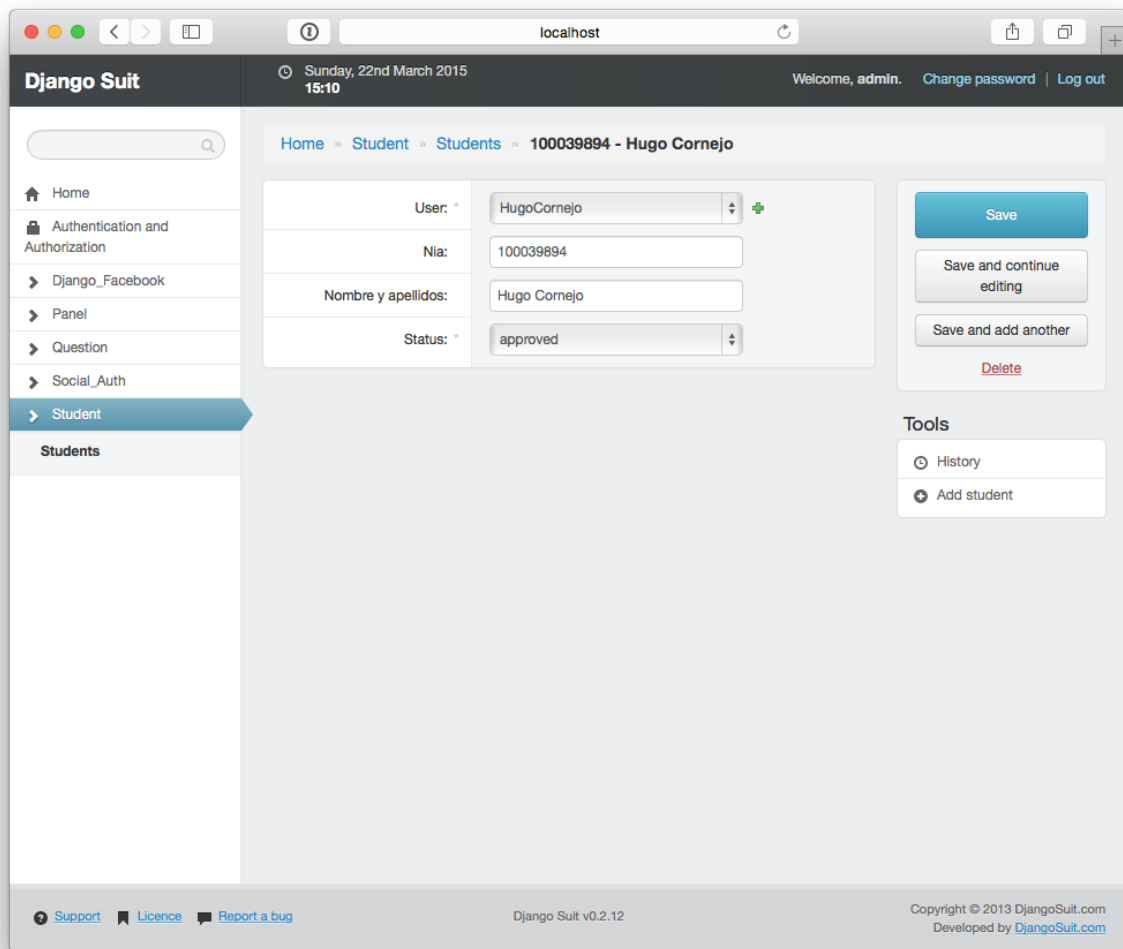 localhost
Django Suit
Sunday, 22nd March 2015
15:10
Welcome, admin. Change password | Log out
Home
Authentication and
Authorization
Django_Facebook
Panel
Question
Social_Auth
Student
Students
Home » Student » Students » 100039894 - Hugo Cornejo
User: * HugoCornejo
Nia: 100039894
Nombre y apellidos: Hugo Cornejo
Status: * approved
Save
Save and continue
editing
Save and add another
Delete
Tools
History
Add student
Support Licence Report a bug
Django Suit v0.2.12
Copyright © 2013 DjangoSuit.com
Developed by DjangoSuit.com